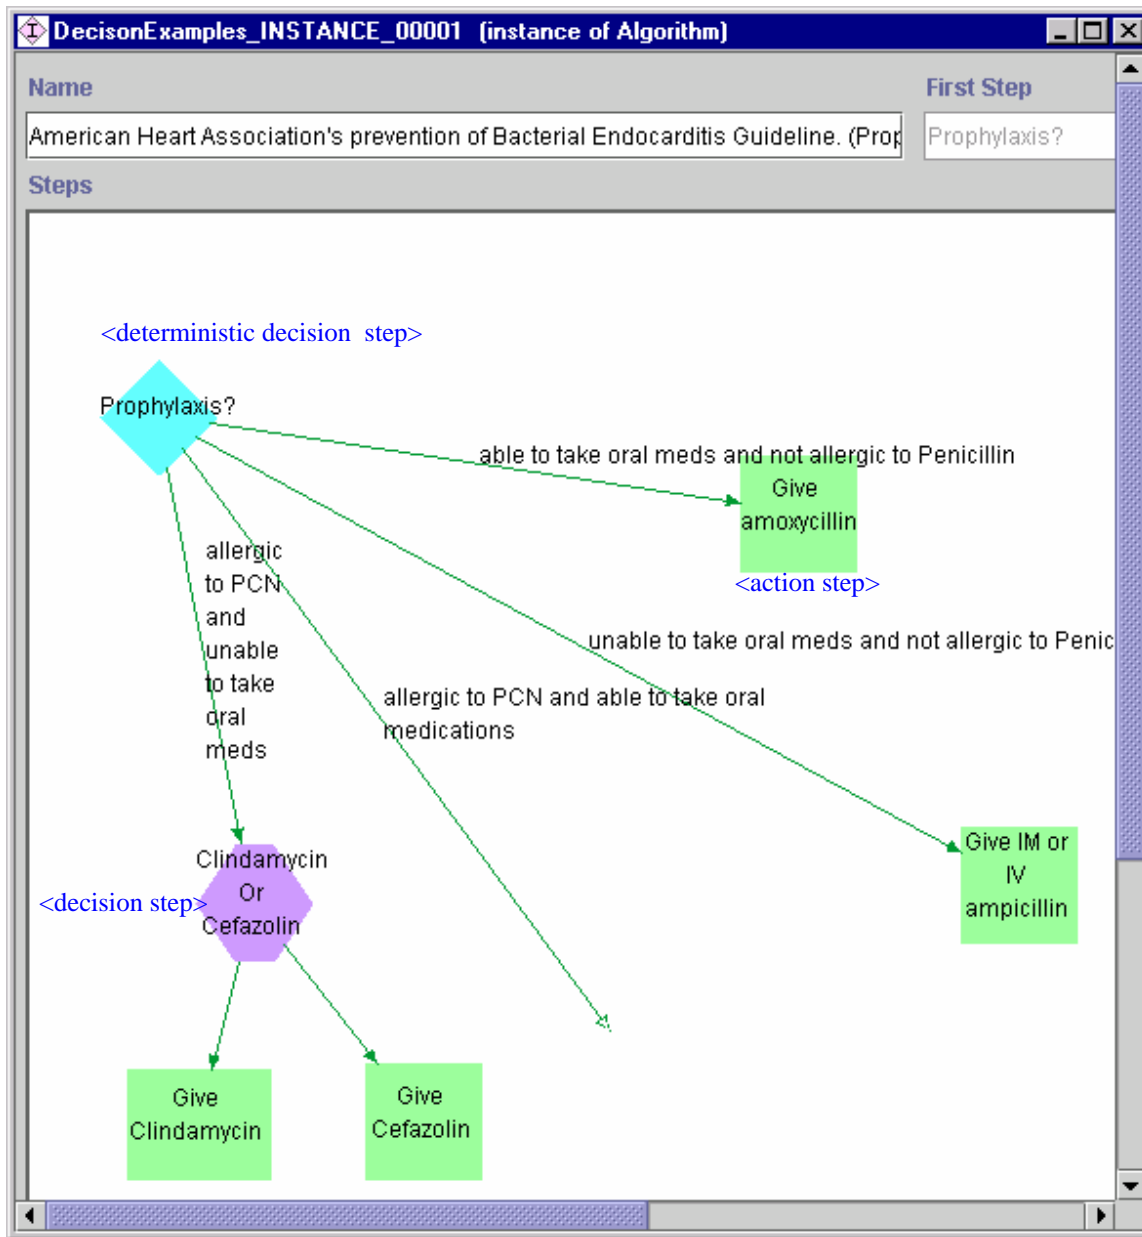 DecisonExamples_INSTANCE_00001 (instance of Algorithm)
Name
First Step
American Heart Association's prevention of Bacterial Endocarditis Guideline. (Prop
Prophylaxis?
Steps
<deterministic decision step>
Prophylaxis?
able to take oral meds and not allergic to Penicillin
Give
amoxycillin
<action step>
allergic
to PCN
and
unable
to take
oral
meds
unable to take oral meds and not allergic to Penic
allergic to PCN and able to take oral
medications
Clindamycin
Or
Cefazolin
<decision step>
Give IM or
IV
ampicillin
Give
Clindamycin
Give
Cefazolin